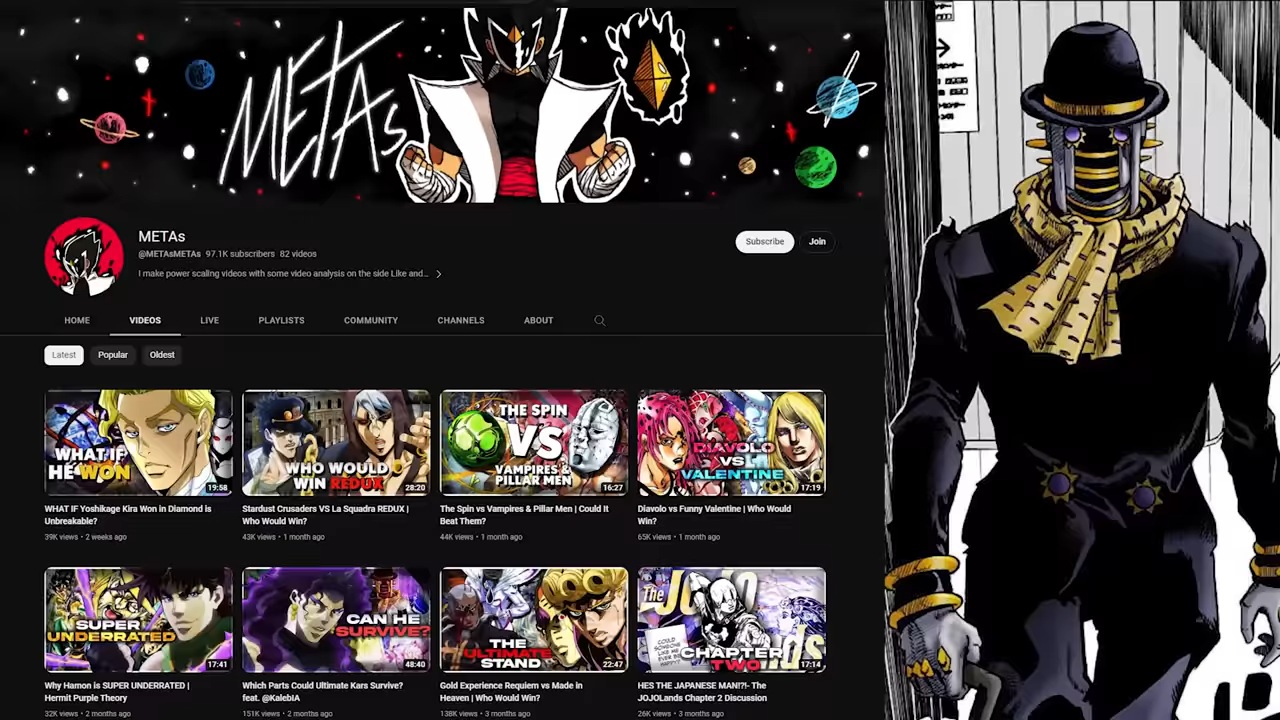 METAs
METAs
@METAsMETAs 97.1K subscribers 82 videos
I make power scaling videos with some video analysis on the side Like and...
Subscribe
Join
HOME
VIDEOS
LIVE
PLAYLISTS
COMMUNITY
CHANNELS
ABOUT
Latest
Popular
Oldest
WHAT IF
HE WON
19:58
WHO WOULD
WIN REDUX
28:20
THE SPIN
VS
VAMPIRES &
PILLAR MEN
16:27
DIAVOLO
VS
VALENTINE
17:19
WHAT IF Yoshikage Kira Won in Diamond is
Unbreakable?
39K views • 2 weeks ago
Stardust Crusaders VS La Squadra REDUX |
Who Would Win?
43K views • 1 month ago
The Spin vs Vampires & Pillar Men | Could It
Beat Them?
44K views • 1 month ago
Diavolo vs Funny Valentine | Who Would
Win?
65K views • 1 month ago
SUPER
UNDERRATED
17:41
CAN HE
SURVIVE?
48:40
THE
ULTIMATE
STAND
22:47
The JOJOLands
COULD
SOMEONE
LIKE ME
EVER BE
HAPPY?
CHAPTER
TWO
17:14
Why Hamon is SUPER UNDERRATED |
Hermit Purple Theory
32K views • 2 months ago
Which Parts Could Ultimate Kars Survive?
feat. @KalebIA
151K views • 2 months ago
Gold Experience Requiem vs Made in
Heaven | Who Would Win?
138K views • 3 months ago
HES THE JAPANESE MAN!?!- The
JOJOLands Chapter 2 Discussion
26K views • 3 months ago